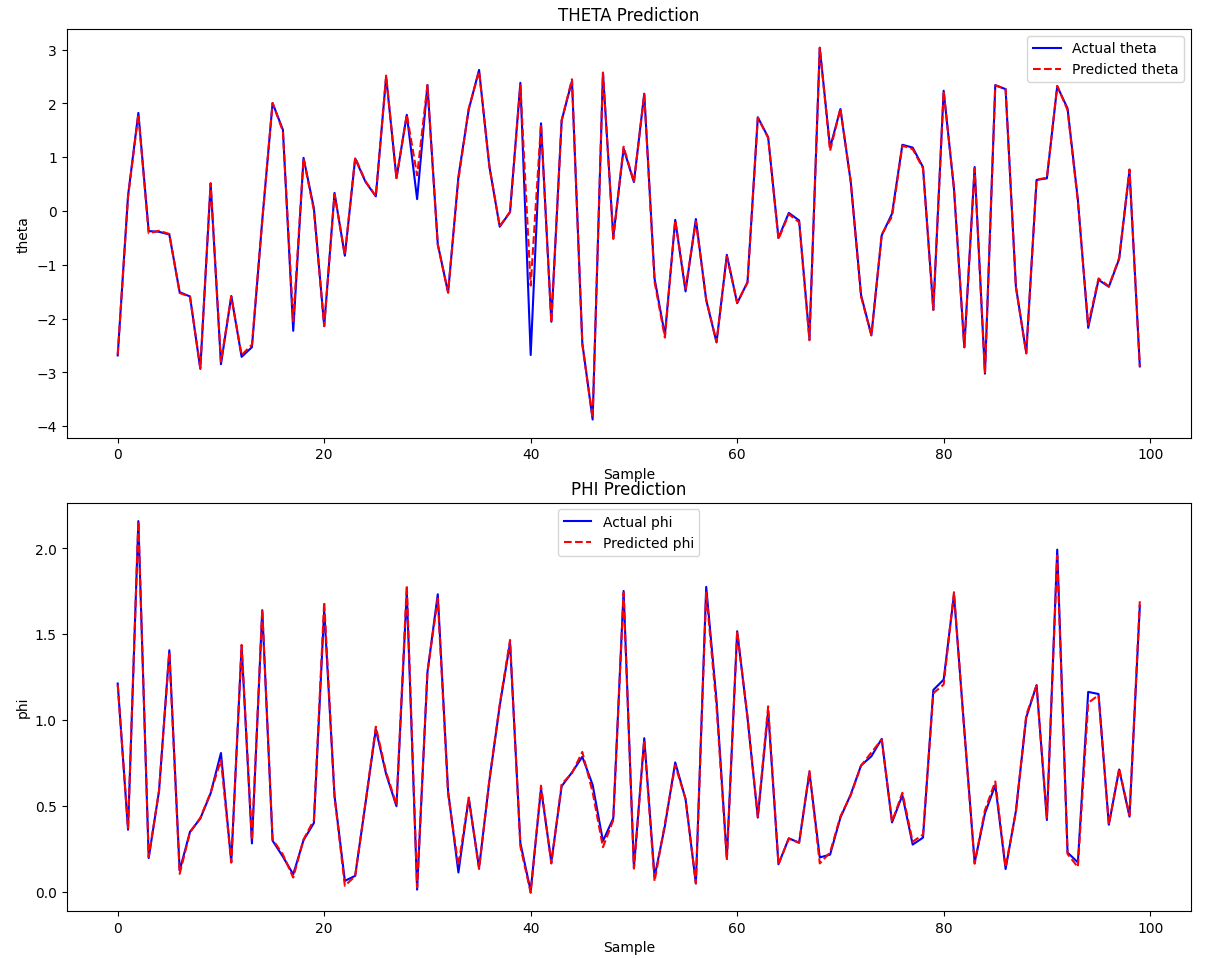 THETA Prediction
Actual theta
Predicted theta
3
2
1
0
−1
−2
−3
−4
theta
0 20 40 60 80 100
Sample
PHI Prediction
Actual phi
Predicted phi
2.0
1.5
1.0
0.5
0.0
phi
0 20 40 60 80 100
Sample